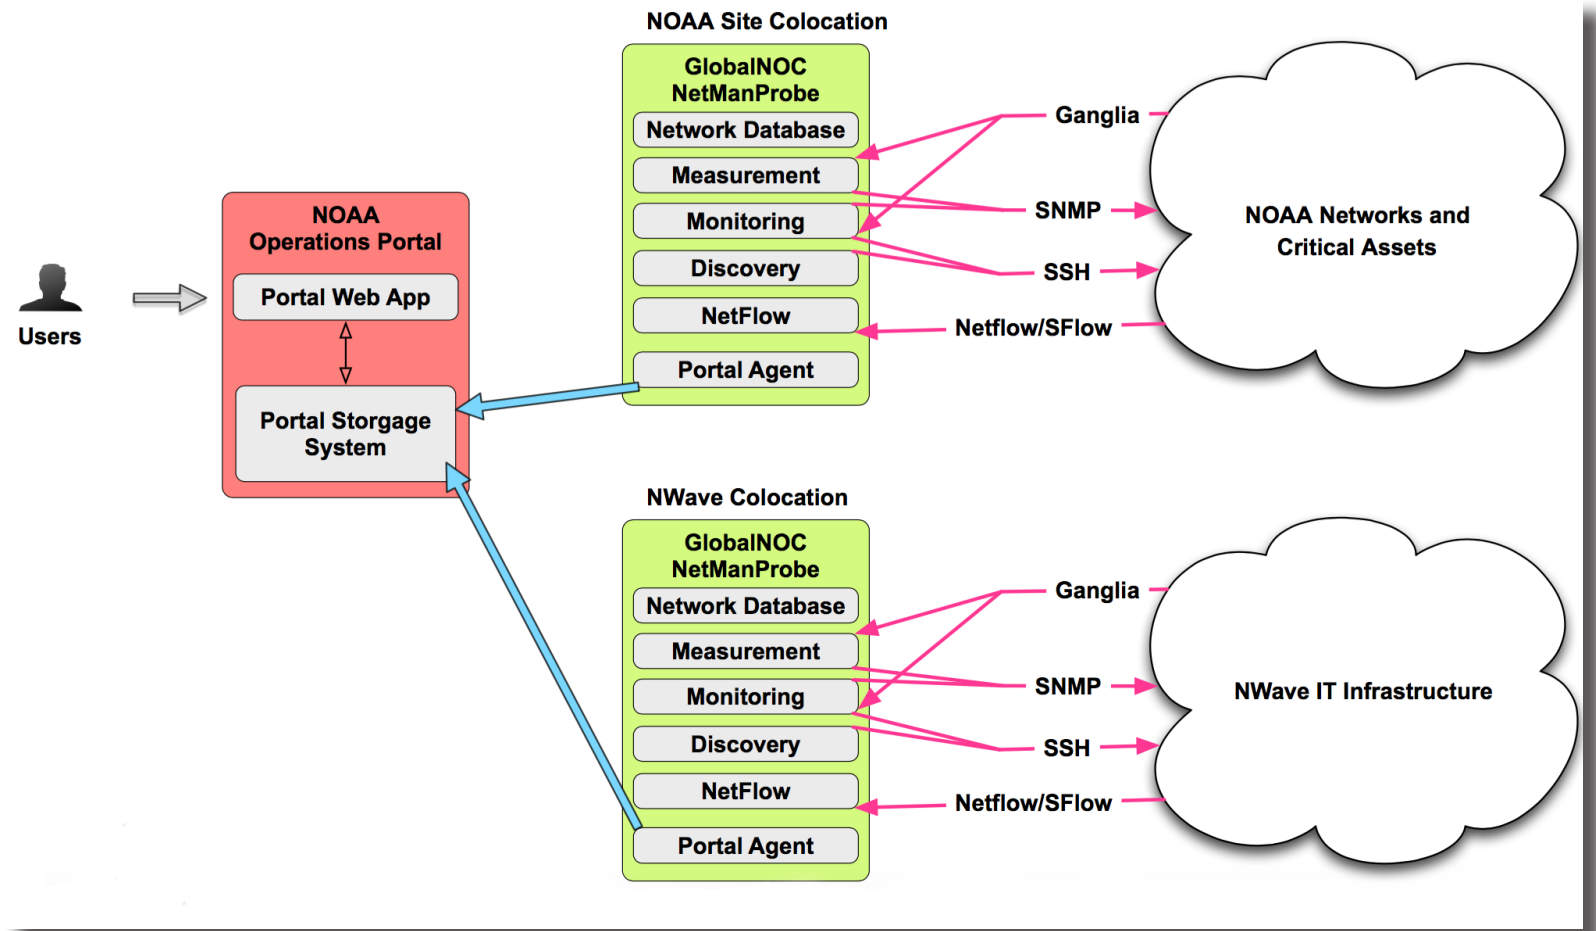 NOAA Site Colocation
GlobalNOC
NetManProbe
Network Database
Measurement
Monitoring
Discovery
NetFlow
Portal Agent
Ganglia
SNMP
SSH
Netflow/SFlow
NOAA Networks and
Critical Assets
NOAA
Operations Portal
Portal Web App
Portal Storgage
System
Users
NWave Colocation
GlobalNOC
NetManProbe
Network Database
Measurement
Monitoring
Discovery
NetFlow
Portal Agent
Ganglia
SNMP
SSH
Netflow/SFlow
NWave IT Infrastructure